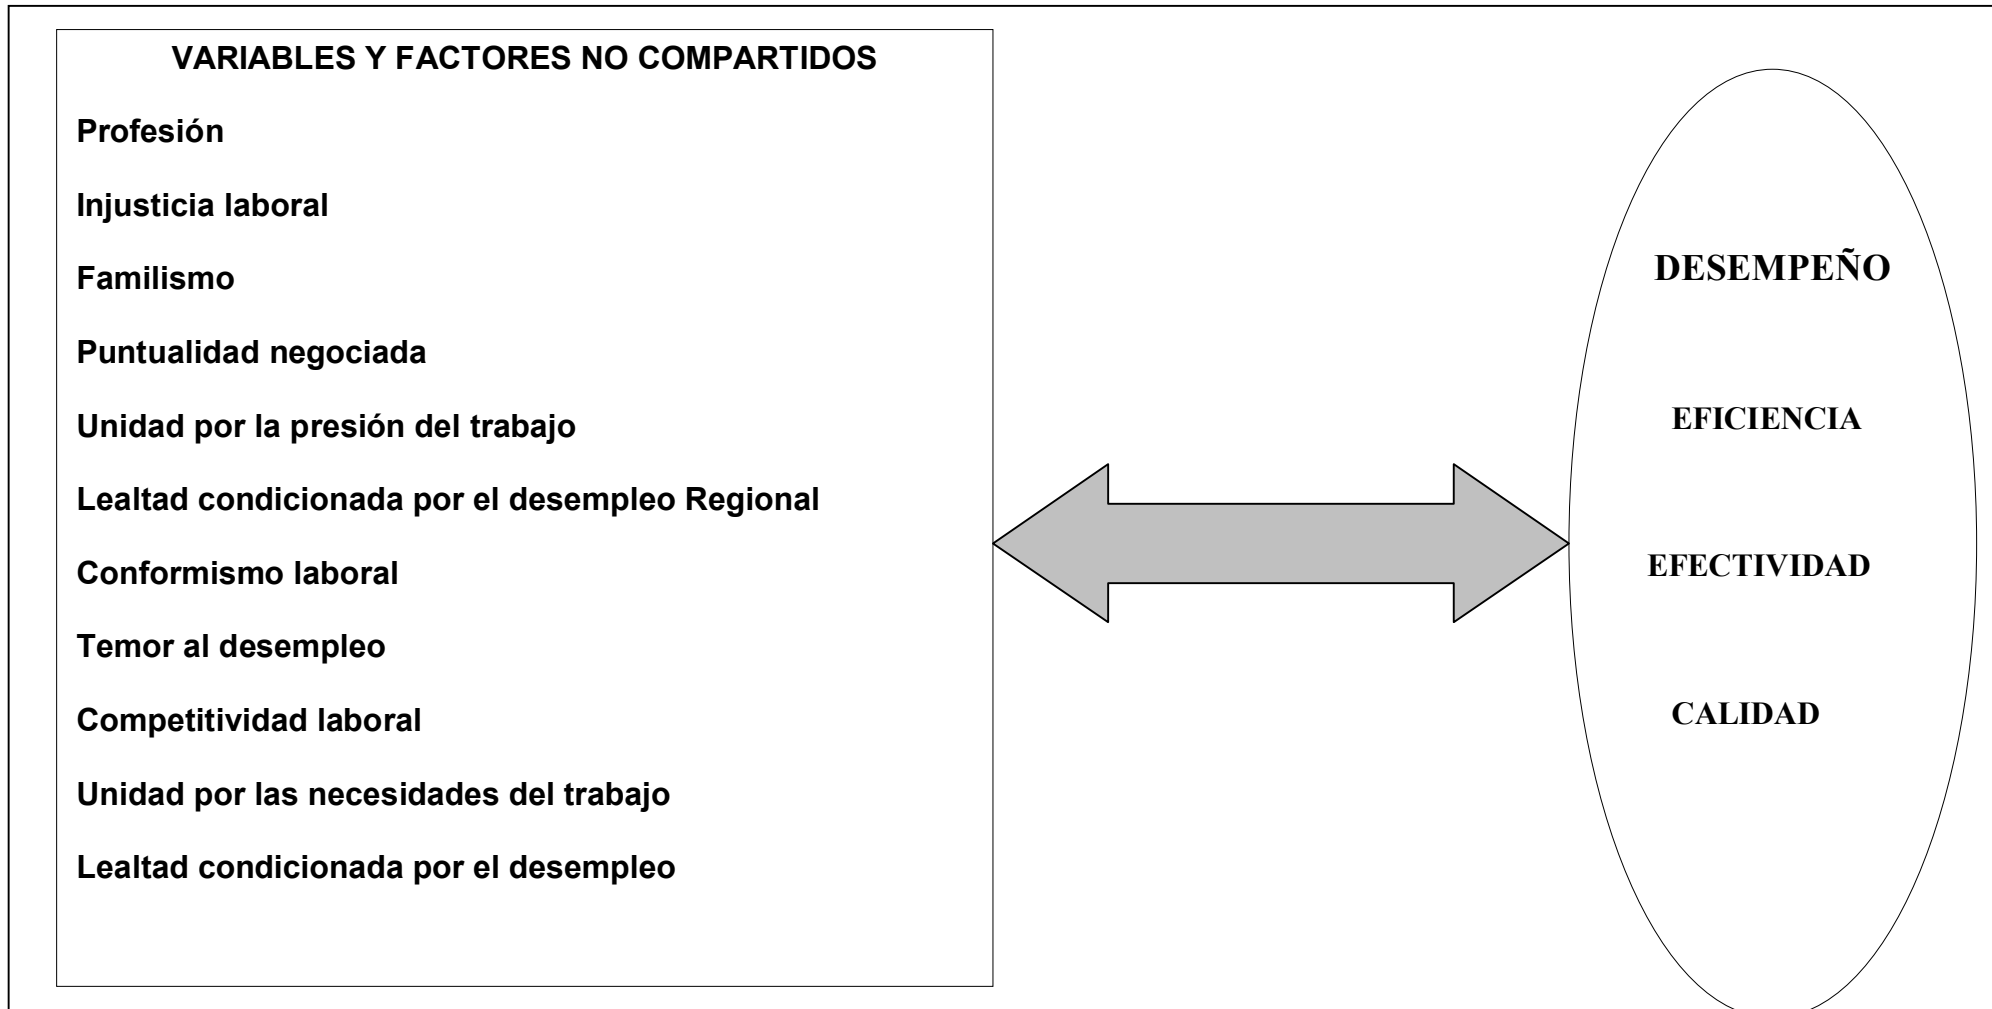 VARIABLES Y FACTORES NO COMPARTIDOS
Profesión
Injusticia laboral
Familismo
Puntualidad negociada
Unidad por la presión del trabajo
Lealtad condicionada por el desempleo Regional
Conformismo laboral
Temor al desempleo
Competitividad laboral
Unidad por las necesidades del trabajo
Lealtad condicionada por el desempleo
DESEMPEÑO
EFICIENCIA
EFECTIVIDAD
CALIDAD